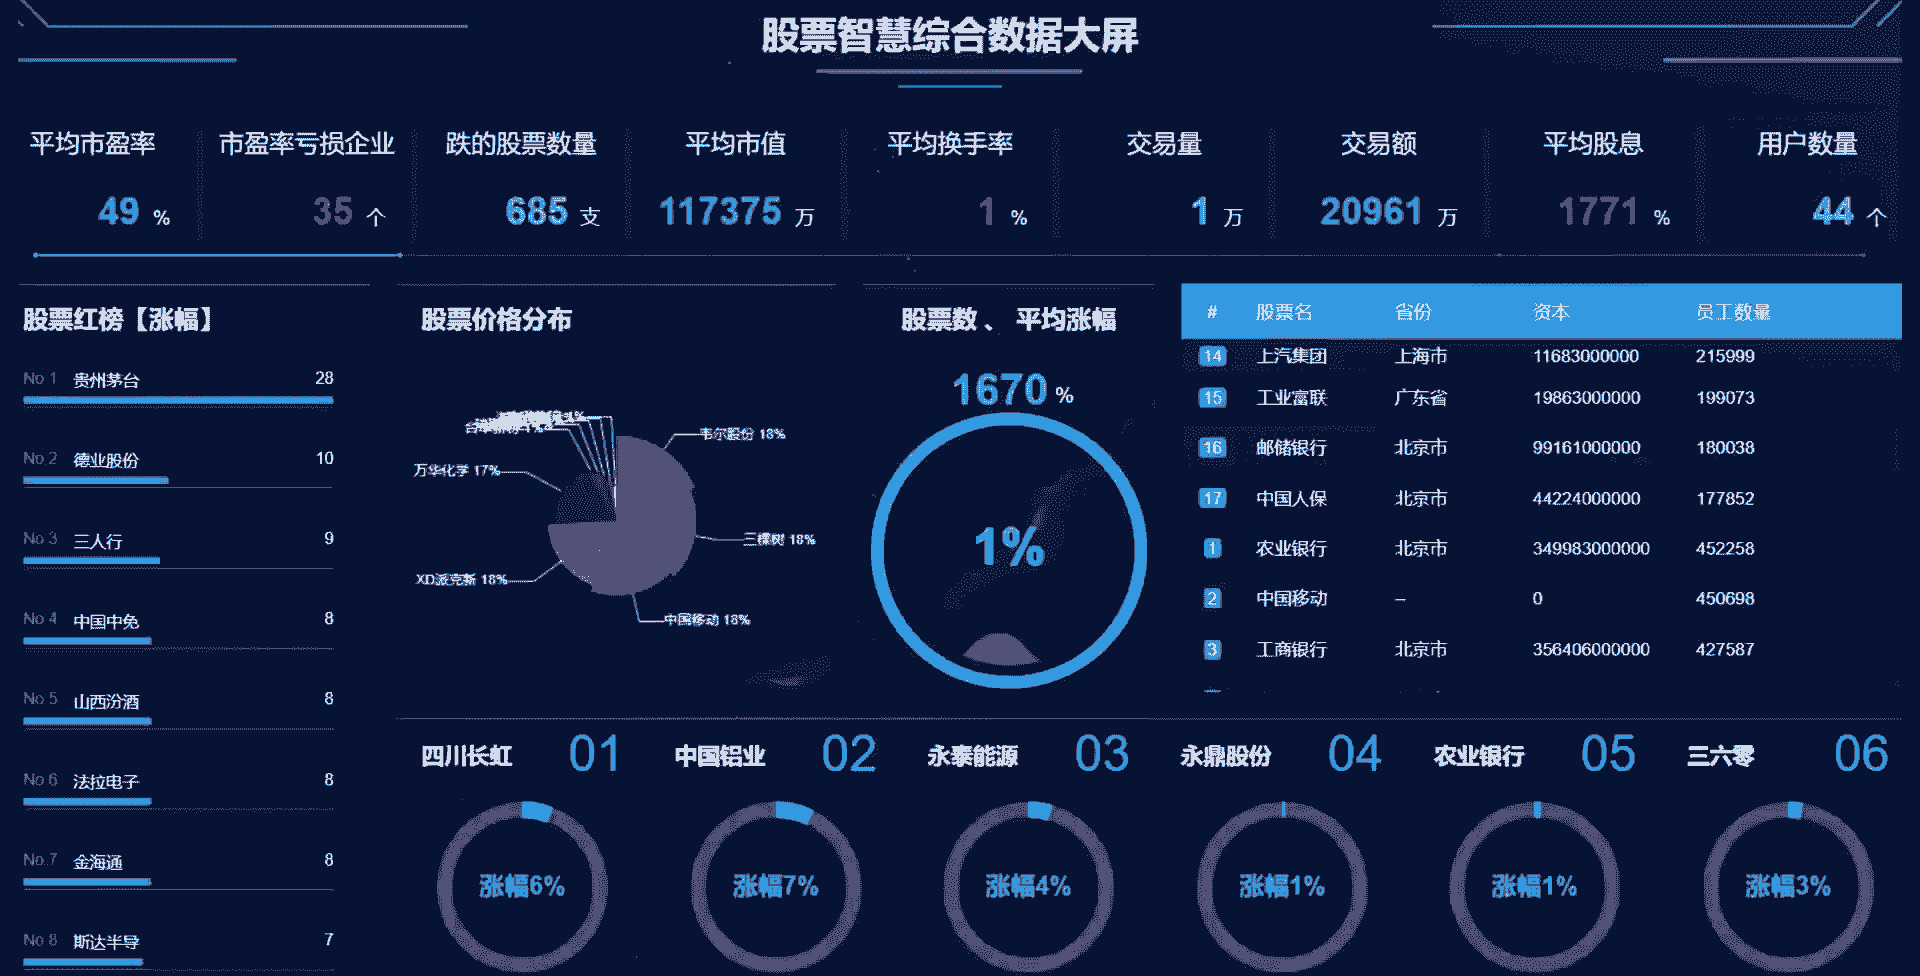 股票智慧综合数据大屏
平均市盈率 市盈率亏损企业 跌的股票数量 平均市值 平均换手率 交易量 交易额 平均股息 用户数量
49 % 35 个 685 支 117375 万 1 % 1 万 20961 万 1771 % 44 个
股票红榜【涨幅】
No 1 贵州茅台 28
No 2 德业股份 10
No 3 三人行 9
No 4 中国中免 8
No 5 山西汾酒 8
No 6 法拉电子 8
No 7 金海通 8
No 8 斯达半导 7
股票价格分布
韦尔股份 18%
万华化学 17%
三棵树 18%
XD派克新 18%
中国移动 18%
股票数 、 平均涨幅
1670 %
1%
# 股票名 省份 资本 员工数量
14 上汽集团 上海市 11683000000 215999
15 工业富联 广东省 19863000000 199073
16 邮储银行 北京市 99161000000 180038
17 中国人保 北京市 44224000000 177852
1 农业银行 北京市 349983000000 452258
2 中国移动 – 0 450698
3 工商银行 北京市 356406000000 427587
四川长虹 01 中国铝业 02 永泰能源 03 永鼎股份 04 农业银行 05 三六零 06
涨幅6% 涨幅7% 涨幅4% 涨幅1% 涨幅1% 涨幅3%